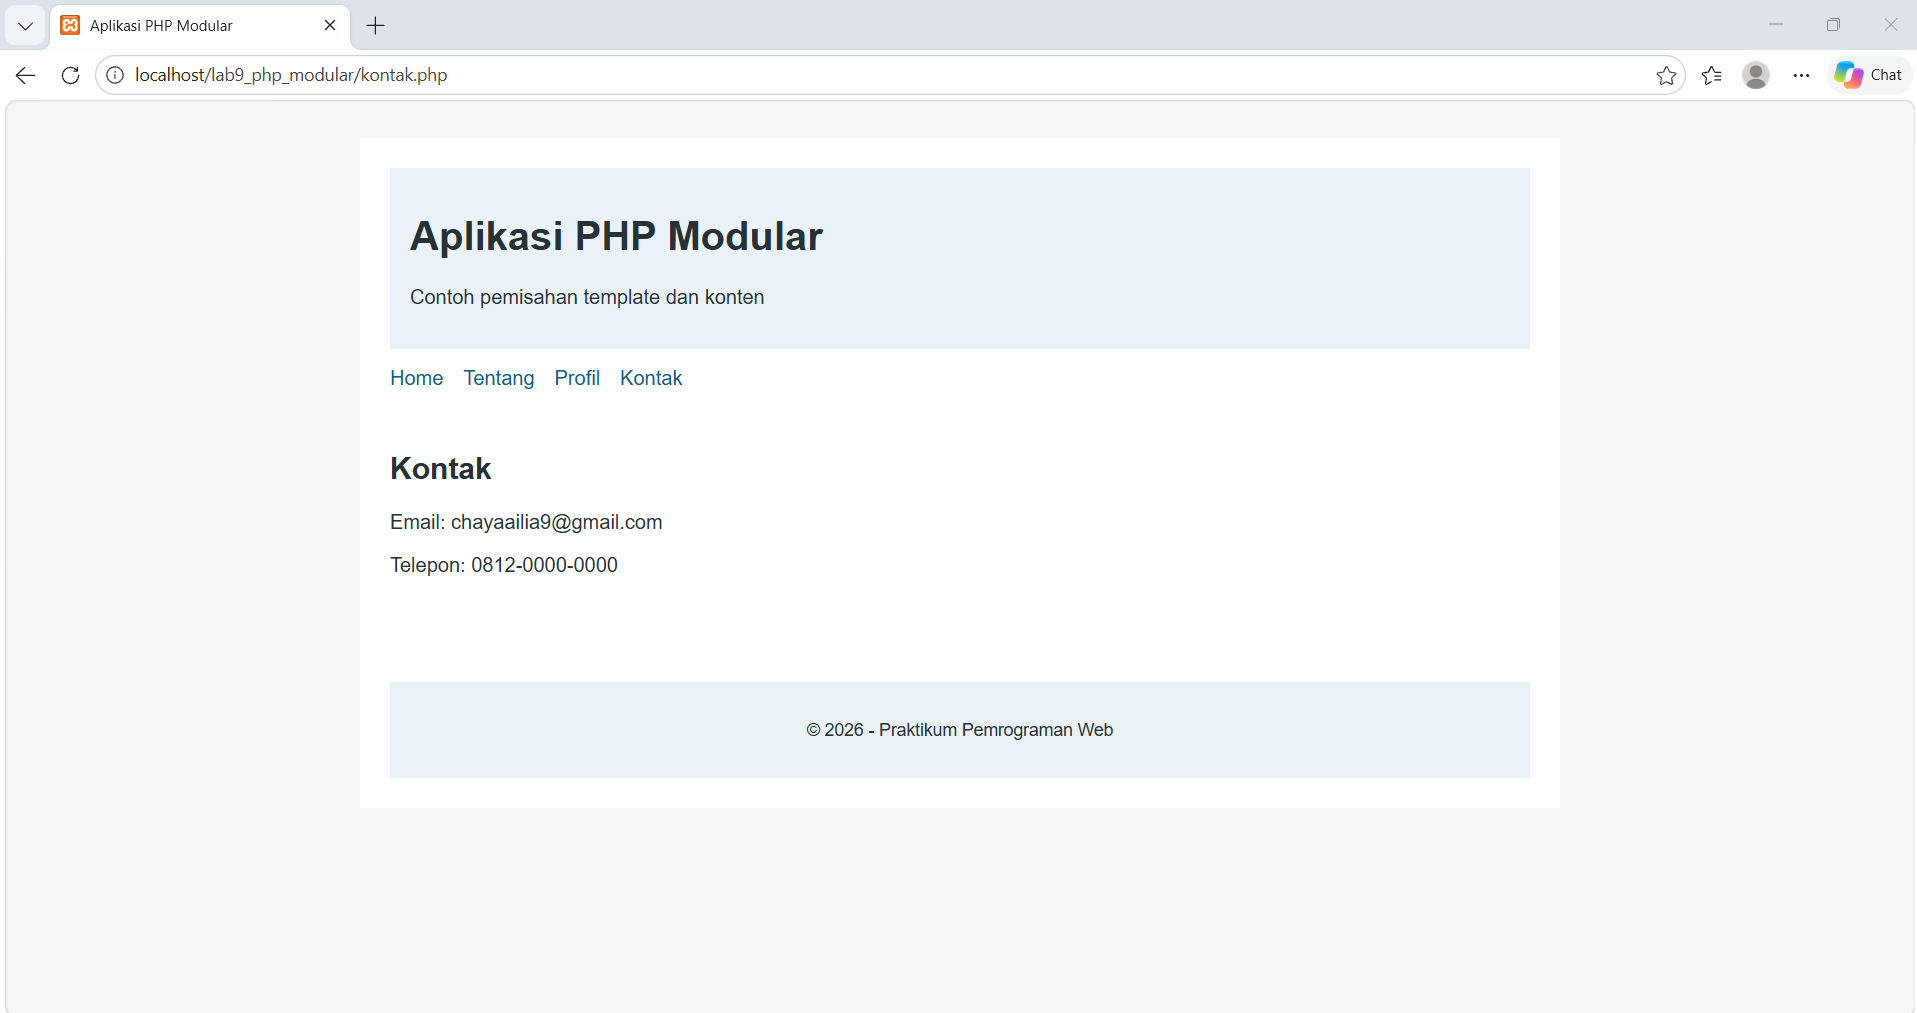 Aplikasi PHP Modular
localhost/lab9_php_modular/kontak.php
Chat
Aplikasi PHP Modular
Contoh pemisahan template dan konten
Home Tentang Profil Kontak
Kontak
Email: chayaailia9@gmail.com
Telepon: 0812-0000-0000
© 2026 - Praktikum Pemrograman Web